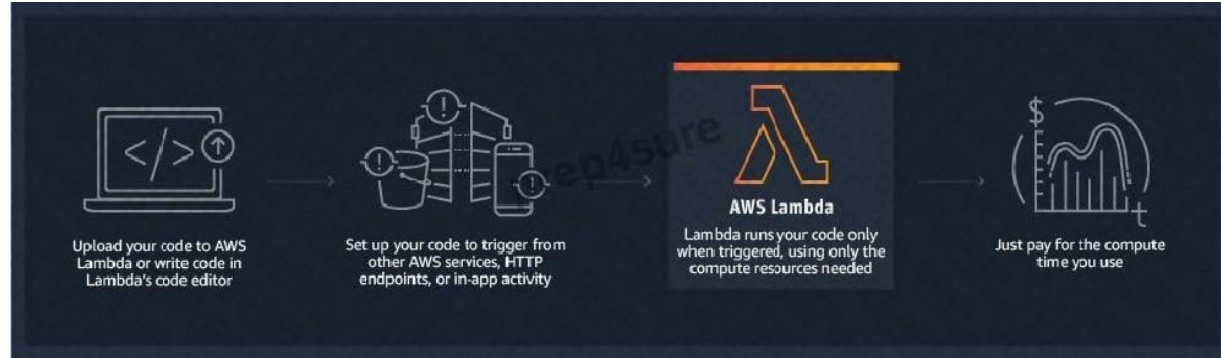 </>
$
prep4sure
AWS Lambda
Upload your code to AWS
Lambda or write code in
Lambda's code editor
Set up your code to trigger from
other AWS services, HTTP
endpoints, or in-app activity
Lambda runs your code only
when triggered, using only the
compute resources needed
Just pay for the compute
time you use
t